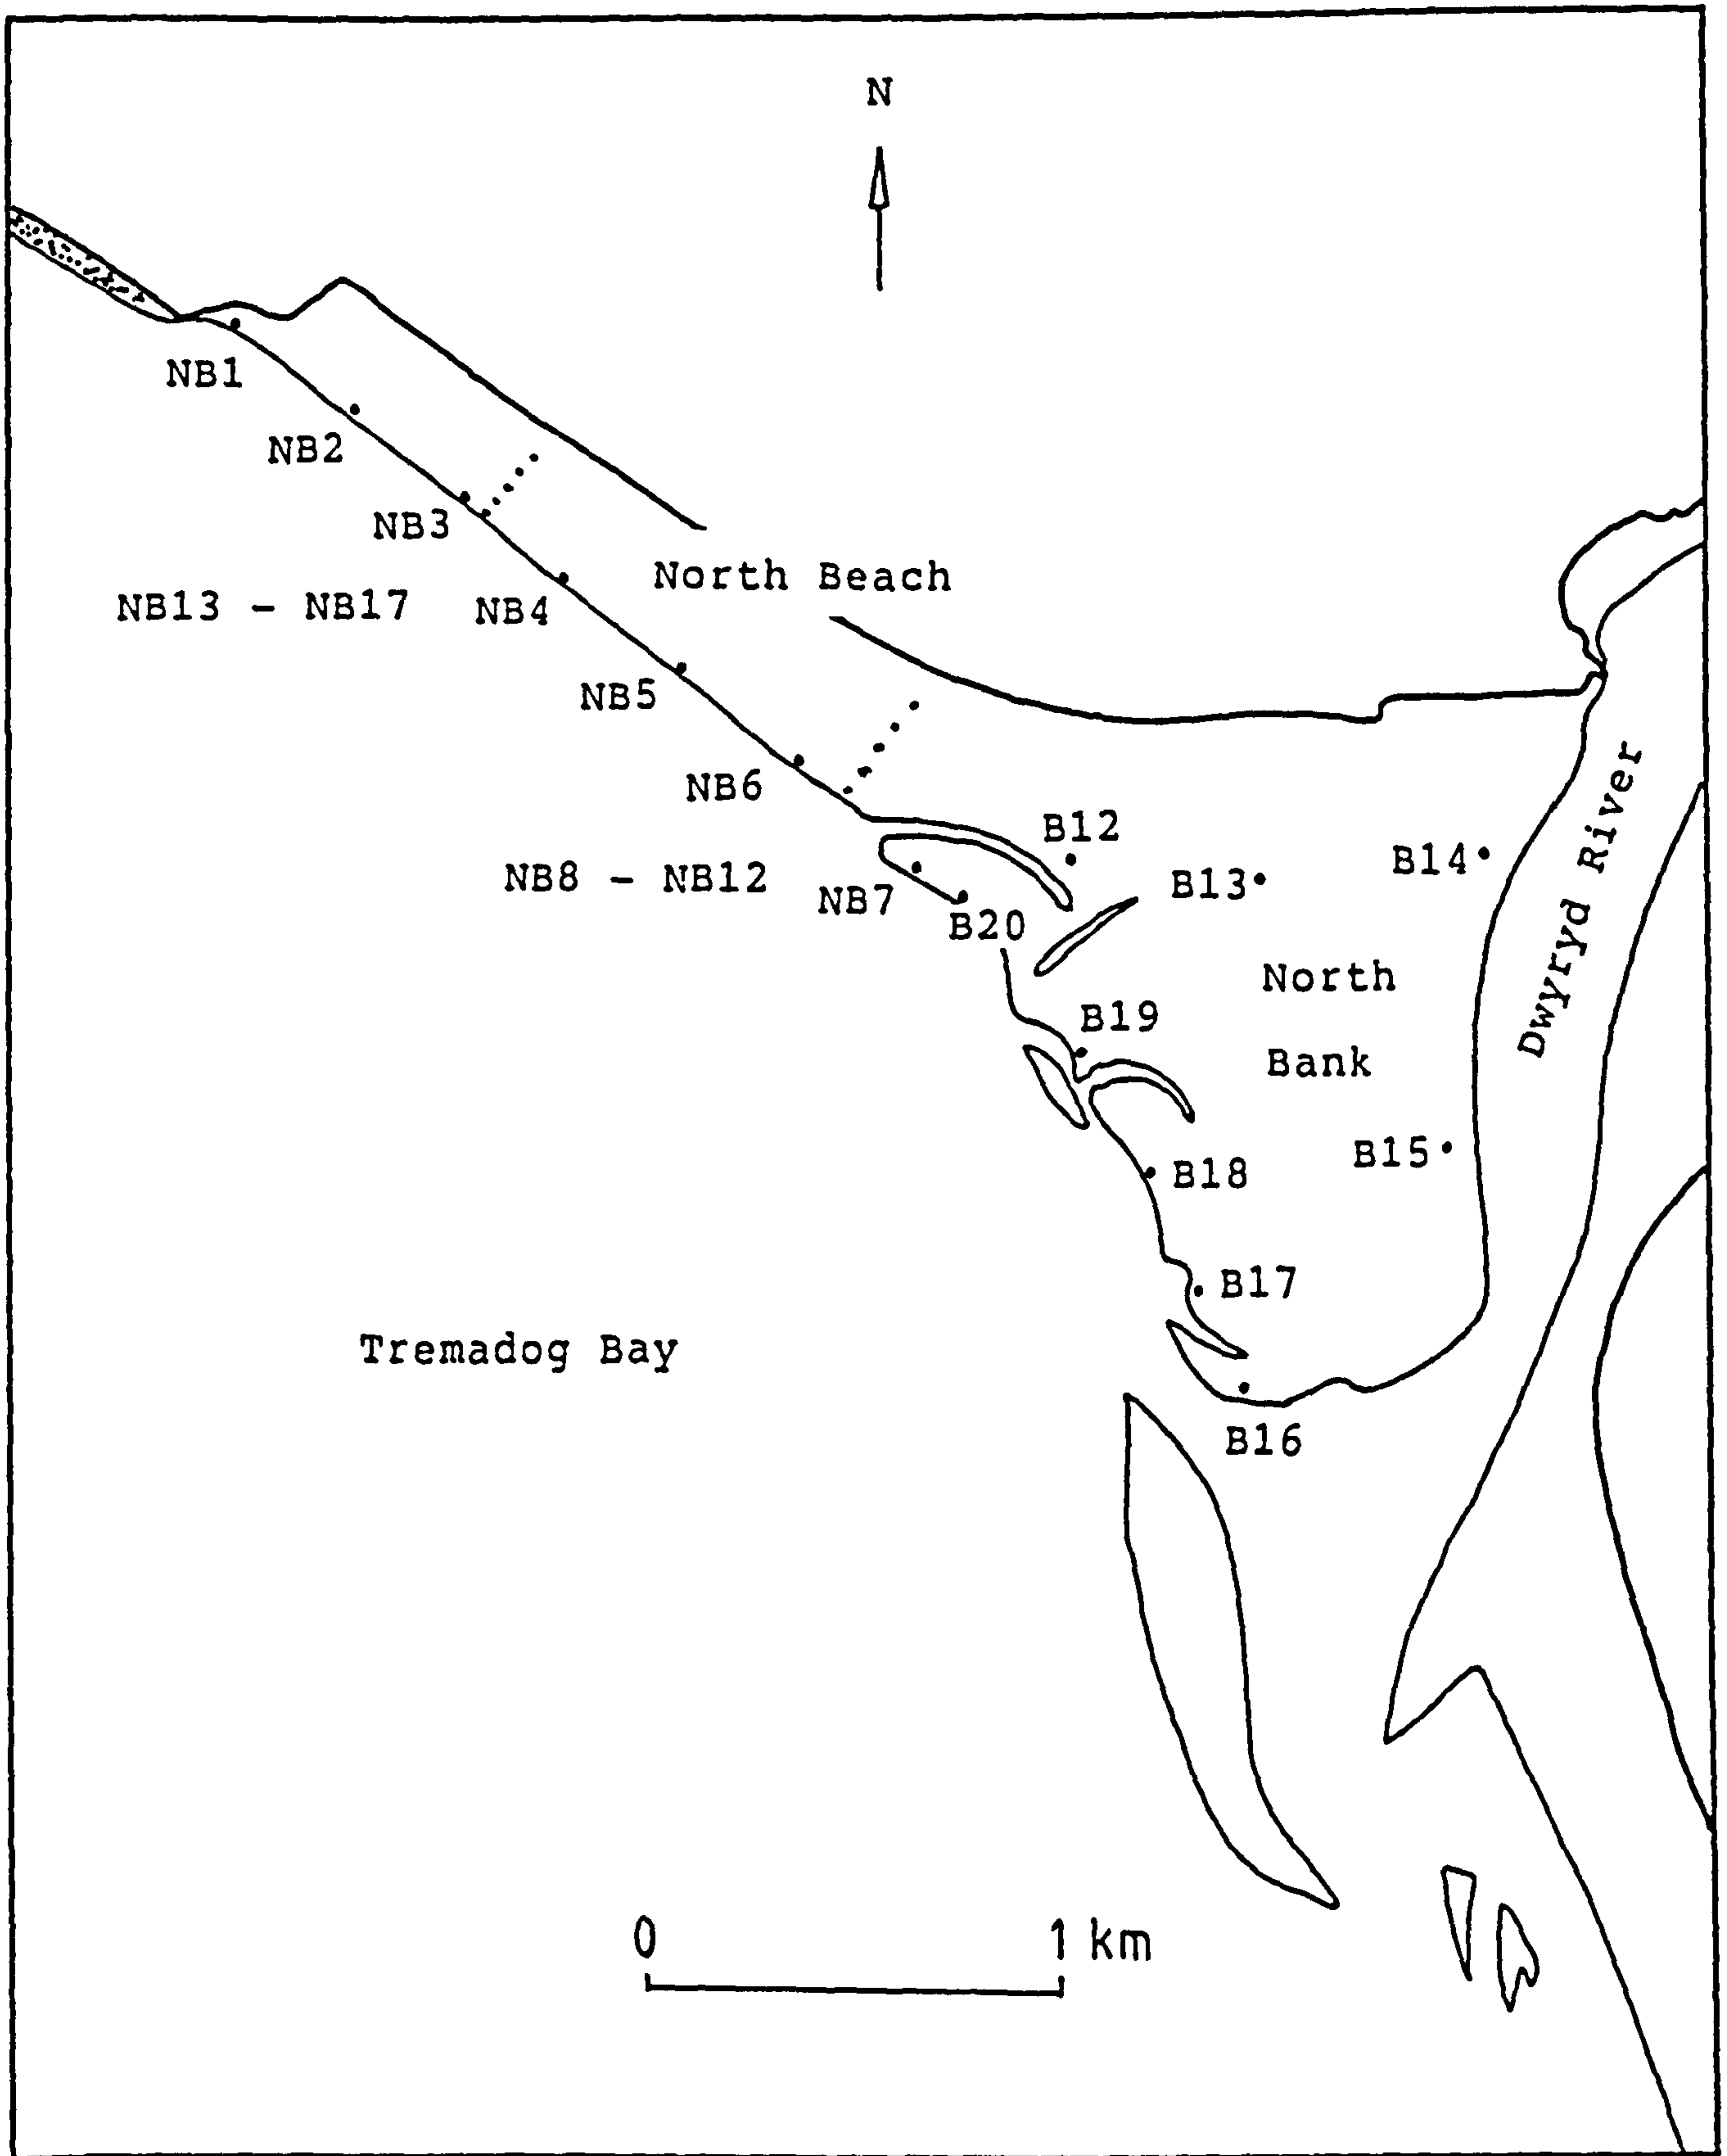 N
NB1
NB2
NB3
North Beach
NB13 - NB17
NB4
NB5
NB6
Dwyryd River
B12
B14
NB8 - NB12
NB7
B13
B20
North
Bank
B19
B15
B18
B17
Tremadog Bay
B16
0
1 km